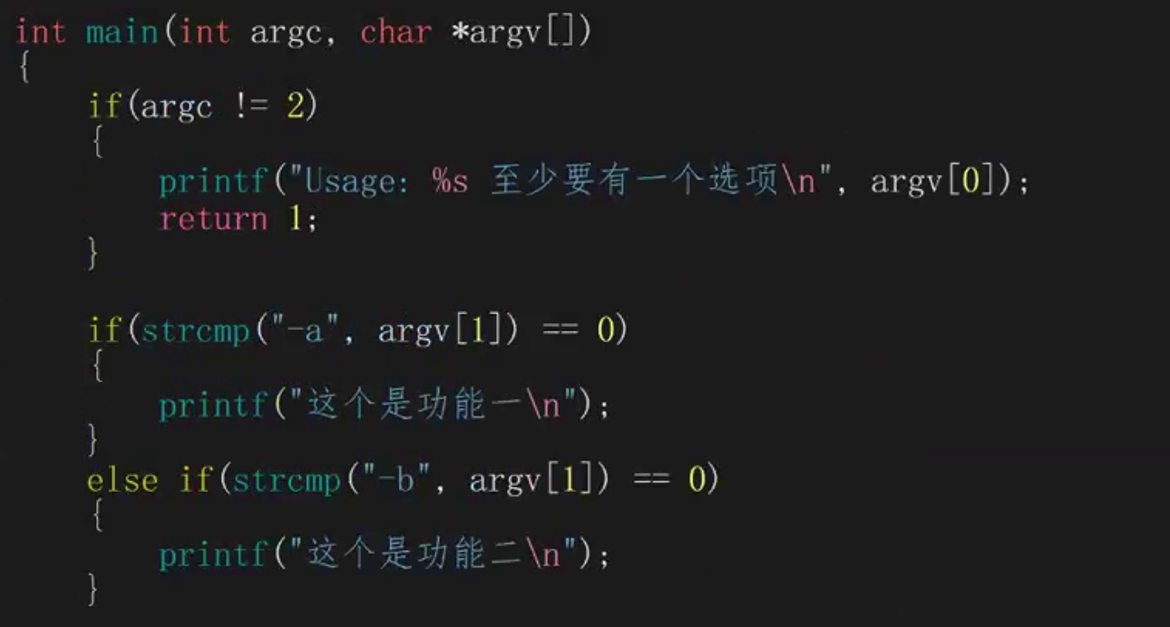 int main(int argc, char *argv[])
{
    if(argc != 2)
    {
        printf("Usage: %s 至少要有一个选项\n", argv[0]);
        return 1;
    }

    if(strcmp("-a", argv[1]) == 0)
    {
        printf("这个是功能一\n");
    }
    else if(strcmp("-b", argv[1]) == 0)
    {
        printf("这个是功能二\n");
    }